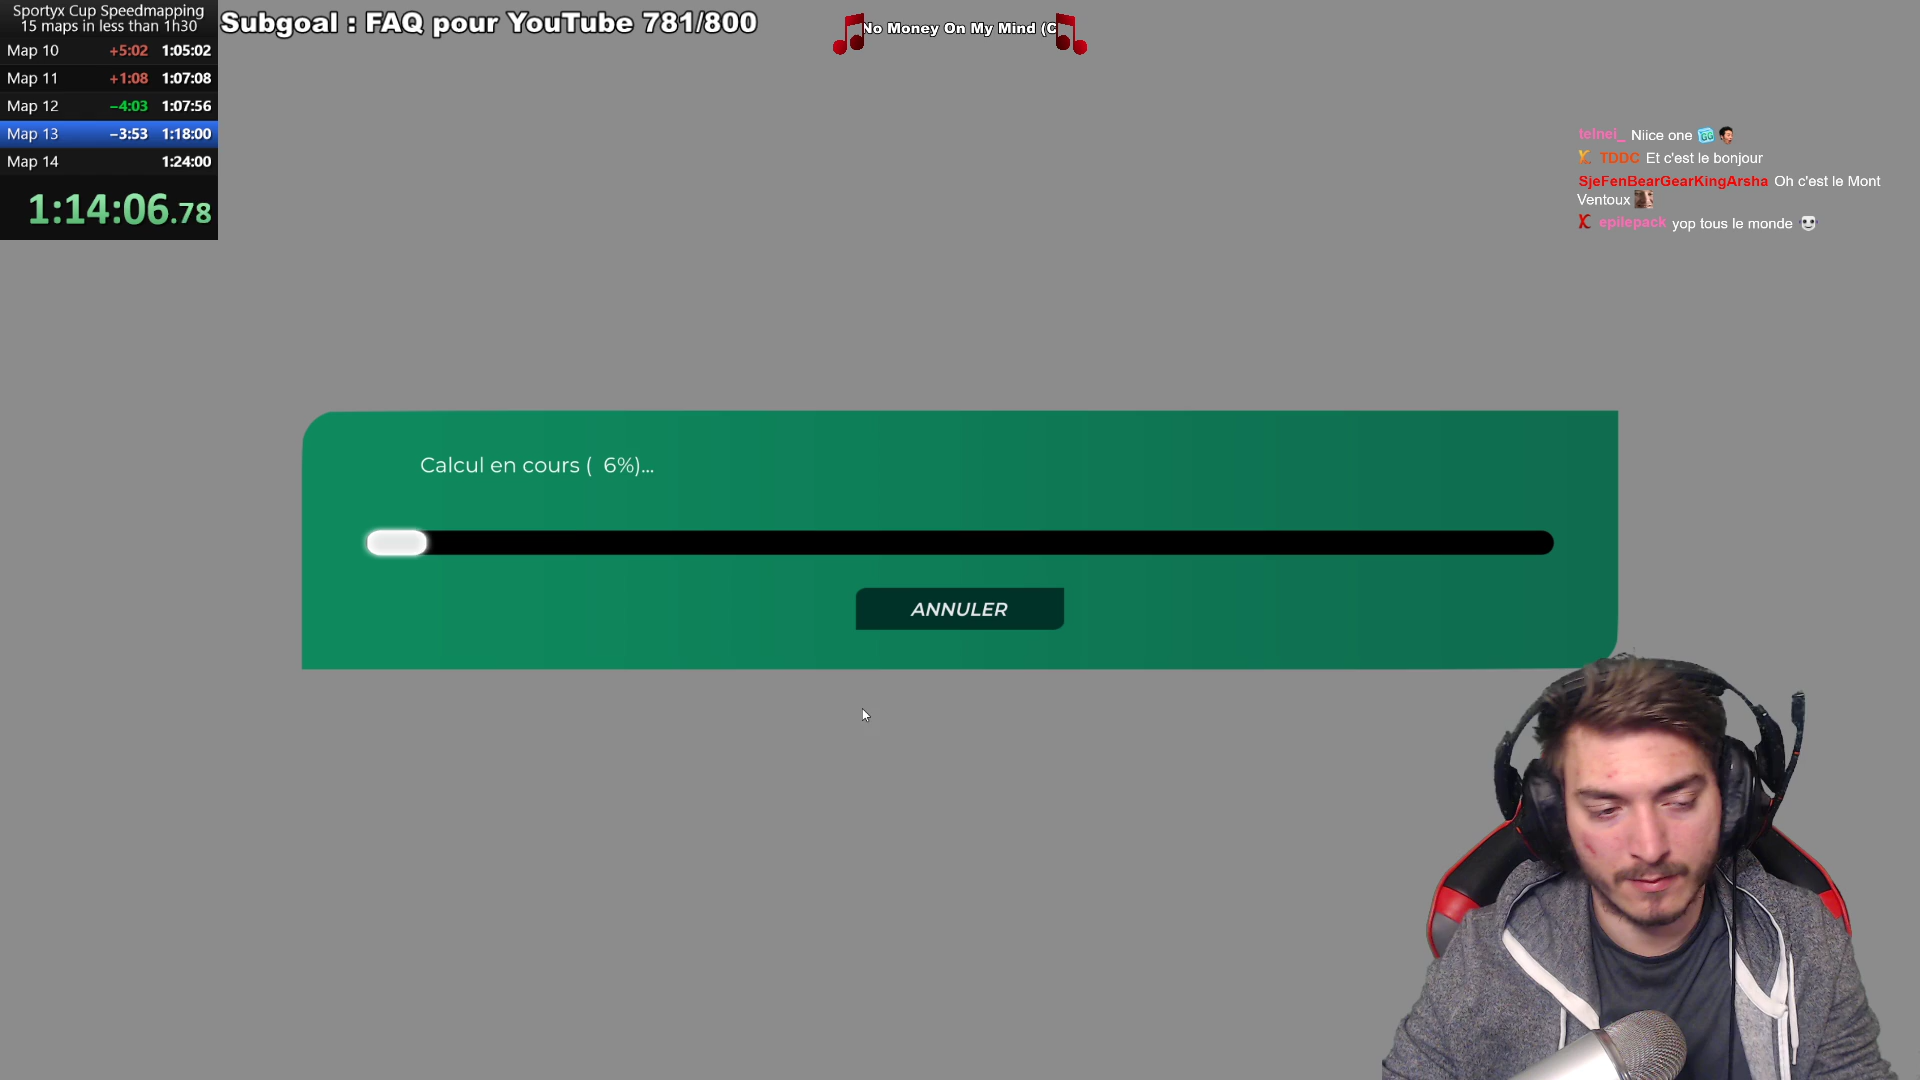 Sportyx Cup Speedmapping
15 maps in less than 1h30
Map 10 +5:02 1:05:02
Map 11 +1:08 1:07:08
Map 12 −4:03 1:07:56
Map 13 −3:53 1:18:00
Map 14 1:24:00
1:14:06.78
Subgoal : FAQ pour YouTube 781/800
No Money On My Mind (C
telnei_ Niice one GG
TDDC Et c'est le bonjour
SjeFenBearGearKingArsha Oh c'est le Mont
Ventoux
epilepack yop tous le monde
Calcul en cours ( 6%)...
ANNULER